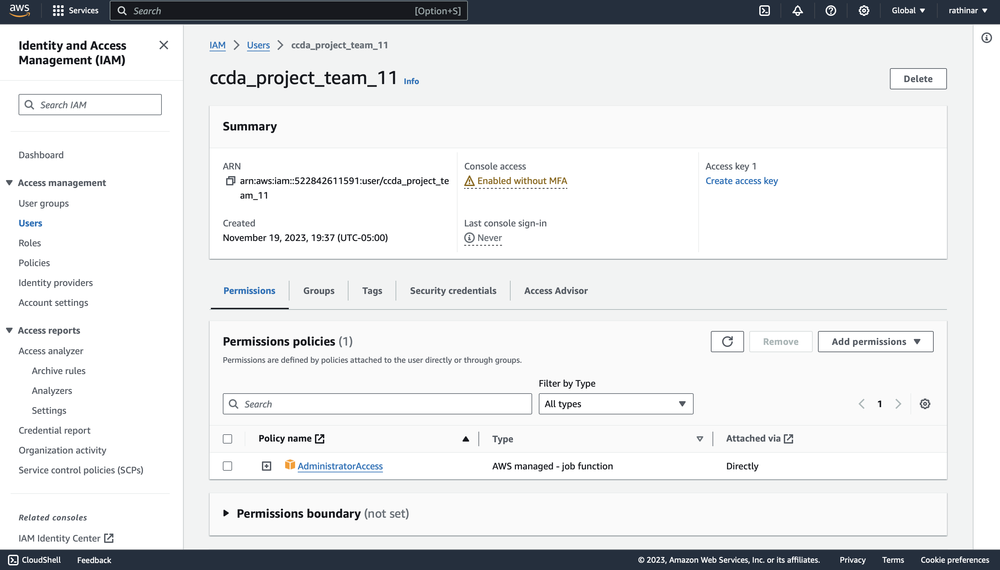 aws
Services
Search
[Option+S]
Global
rathinar
Identity and Access
Management (IAM)
Search IAM
Dashboard
Access management
User groups
Users
Roles
Policies
Identity providers
Account settings
Access reports
Access analyzer
Archive rules
Analyzers
Settings
Credential report
Organization activity
Service control policies (SCPs)
Related consoles
IAM Identity Center
IAM
Users
ccda_project_team_11
ccda_project_team_11
Info
Delete
Summary
ARN
arn:aws:iam::522842611591:user/ccda_project_te
am_11
Console access
Enabled without MFA
Access key 1
Create access key
Created
November 19, 2023, 19:37 (UTC-05:00)
Last console sign-in
Never
Permissions
Groups
Tags
Security credentials
Access Advisor
Permissions policies (1)
Permissions are defined by policies attached to the user directly or through groups.
Remove
Add permissions
Filter by Type
Search
All types
1
Policy name
Type
Attached via
AdministratorAccess
AWS managed - job function
Directly
Permissions boundary (not set)
CloudShell
Feedback
© 2023, Amazon Web Services, Inc. or its affiliates.
Privacy
Terms
Cookie preferences